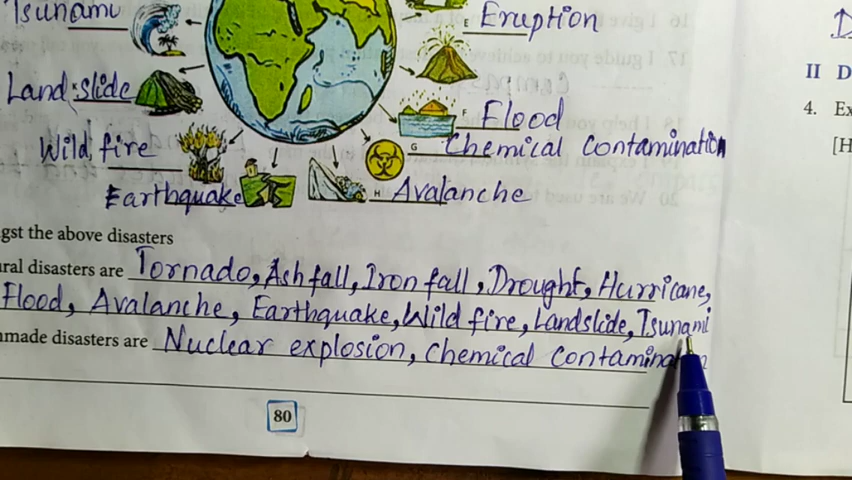 Tsunami
E Eruption
Land slide
F Flood
G Chemical Contamination
Wild fire
Earthquake
H Avalanche
gst the above disasters
ural disasters are Tornado, Ash fall, Iron fall, Drought, Hurricane,
Flood, Avalanche, Earthquake, Wild fire, Landslide, Tsunami
nmade disasters are Nuclear explosion, Chemical Contamination
80
II D
4. Ex
[H